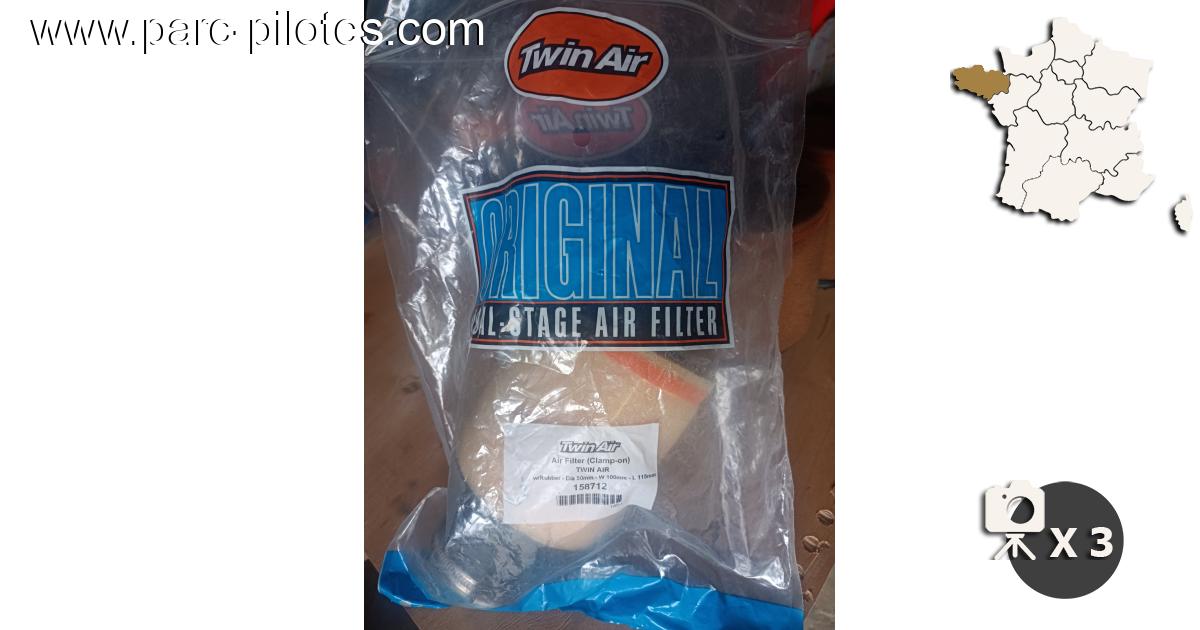 www.parc-pilotes.com
Twin Air
Twin Air
ORIGINAL
AL-STAGE AIR FILTER
Twin Air
Air Filter (Clamp-on)
TWIN AIR
w/Rubber - Dia 50mm - W 100mm - L 115mm
158712
X 3